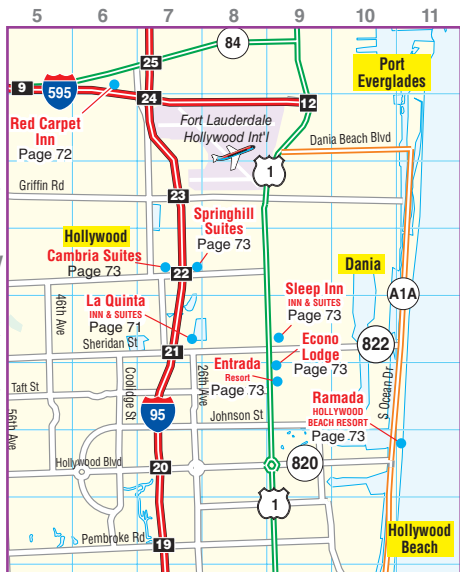 5 6 7 8 9 10 11
84
25
Port
Everglades
9
595
24
12
Red Carpet
Inn
Page 72
Fort Lauderdale
Hollywood Int'l
Dania Beach Blvd
1
Griffin Rd
23
Springhill
Suites
Page 73
Hollywood
Cambria Suites
Page 73
22
Dania
A1A
46th Ave
La Quinta
INN & SUITES
Page 71
Sleep Inn
INN & SUITES
Page 73
Sheridan St
21
822
Econo
Lodge
Page 73
Entrada
Resort
Page 73
Taft St
Coolidge St
26th Ave
S Ocean Dr
56th Ave
95
Johnson St
Ramada
HOLLYWOOD
BEACH RESORT
Page 73
Hollywood Blvd
20
820
1
Pembroke Rd
19
Hollywood
Beach